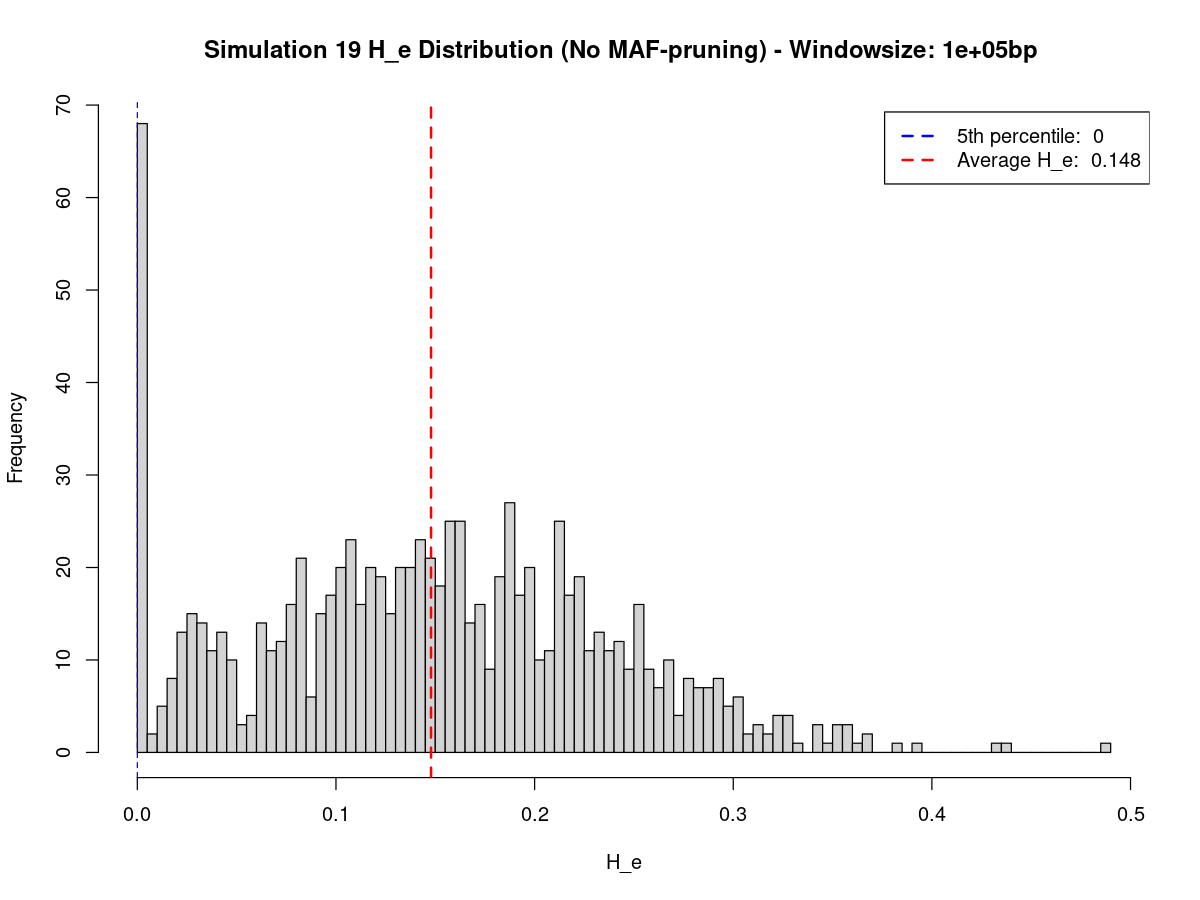 Simulation 19 H_e Distribution (No MAF-pruning) - Windowsize: 1e+05bp
5th percentile:  0
Average H_e:  0.148
Frequency
70
60
50
40
30
20
10
0
0.0 0.1 0.2 0.3 0.4 0.5
H_e